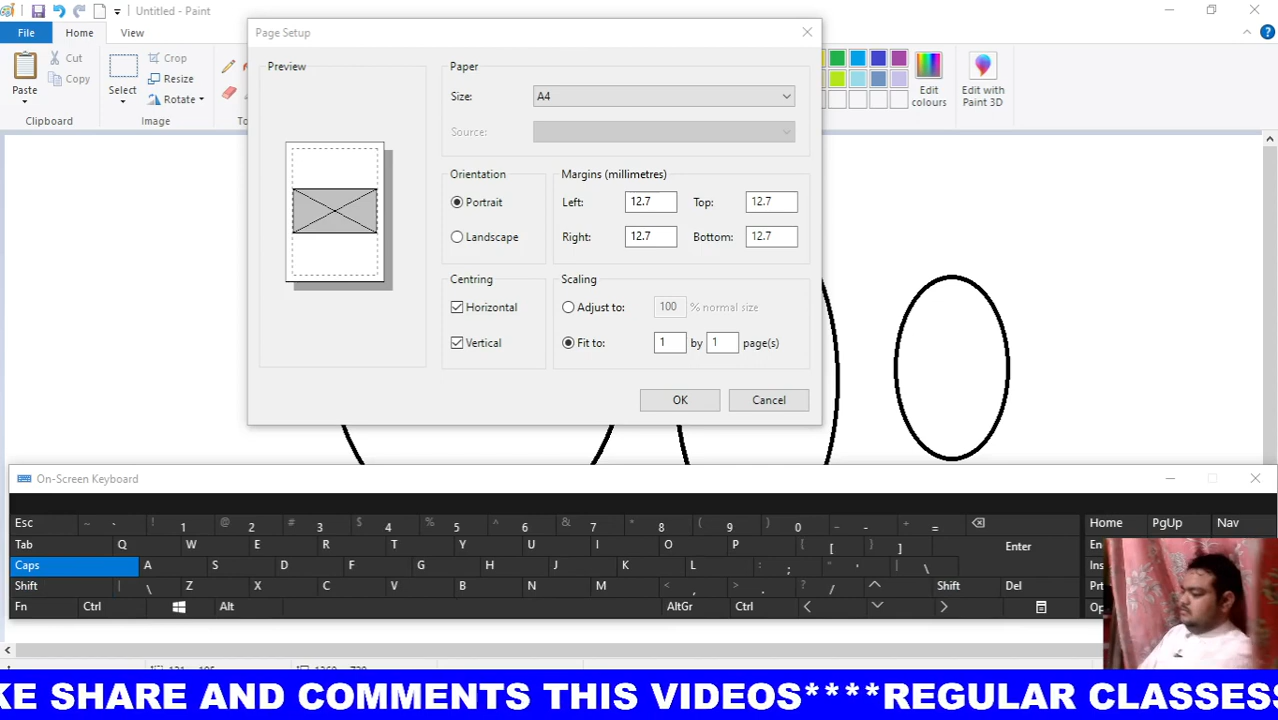 Untitled - Paint
File Home View
Paste
Cut
Copy
Clipboard
Select
Crop
Resize
Rotate
Image
Edit colours
Edit with Paint 3D
Page Setup
Preview
Paper
Size: A4
Source:
Orientation
Portrait
Landscape
Margins (millimetres)
Left: 12.7 Top: 12.7
Right: 12.7 Bottom: 12.7
Centring
Horizontal
Vertical
Scaling
Adjust to: 100 % normal size
Fit to: 1 by 1 page(s)
OK Cancel
On-Screen Keyboard
Esc ~ ` ! 1 @ 2 # 3 $ 4 % 5 ^ 6 & 7 * 8 ( 9 ) 0 _ - + = Home PgUp Nav
Tab Q W E R T Y U I O P { [ } ] Enter
Caps A S D F G H J K L : ; " ' | \ Ins
Shift | \ Z X C V B N M < , > . ? / Shift Del
Fn Ctrl Alt AltGr Ctrl
KE SHARE AND COMMENTS THIS VIDEOS****REGULAR CLASSES